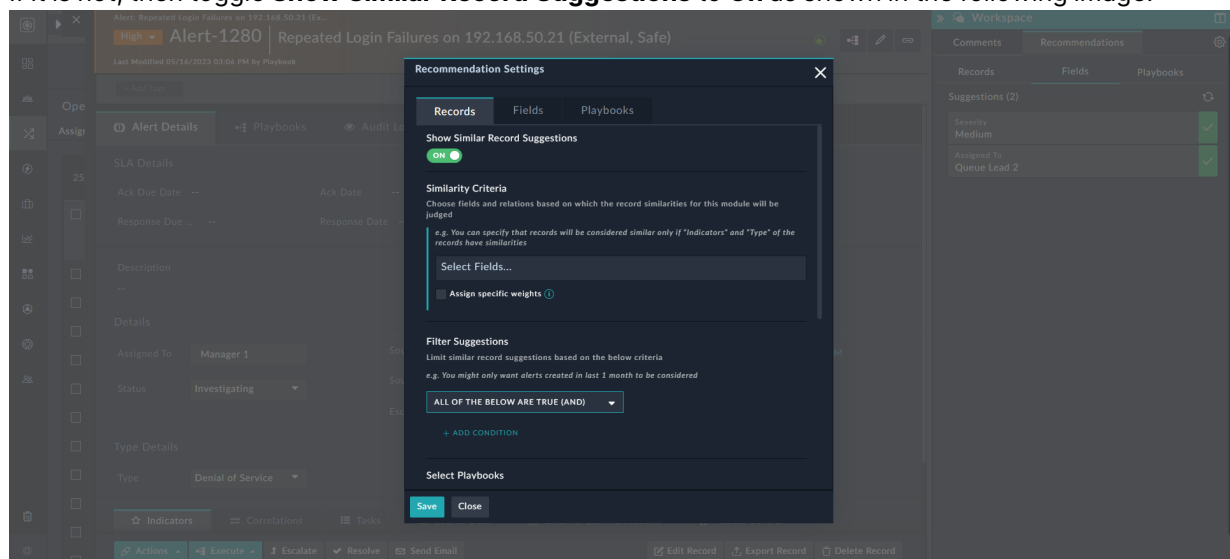 If it is not, then toggle Show Similar Record Suggestions to On as shown in the following image:
Alert: Repeated Login Failures on 192.168.50.21 (Ex...
High Alert-1280 Repeated Login Failures on 192.168.50.21 (External, Safe)
Last Modified 05/16/2023 03:06 PM by Playbook
+ Add Tags
Ope
Assign
25
Alert Details Playbooks Audit Lo
SLA Details
Ack Due Date -- Ack Date --
Response Due ... -- Response Date --
Description
--
Details
Assigned To Manager 1 Sou
Status Investigating Sou
Esc
Type Details
Type Denial of Service
Indicators Correlations Tasks
Actions Execute Escalate Resolve Send Email Edit Record Export Record Delete Record
Recommendation Settings
Records Fields Playbooks
Show Similar Record Suggestions
ON
Similarity Criteria
Choose fields and relations based on which the record similarities for this module will be
judged
e.g. You can specify that records will be considered similar only if "Indicators" and "Type" of the
records have similarities
Select Fields...
Assign specific weights
Filter Suggestions
Limit similar record suggestions based on the below criteria
e.g. You might only want alerts created in last 1 month to be considered
ALL OF THE BELOW ARE TRUE (AND)
+ ADD CONDITION
Select Playbooks
Save Close
Workspace
Comments Recommendations
Records Fields Playbooks
Suggestions (2)
Severity
Medium
Assigned To
Queue Lead 2